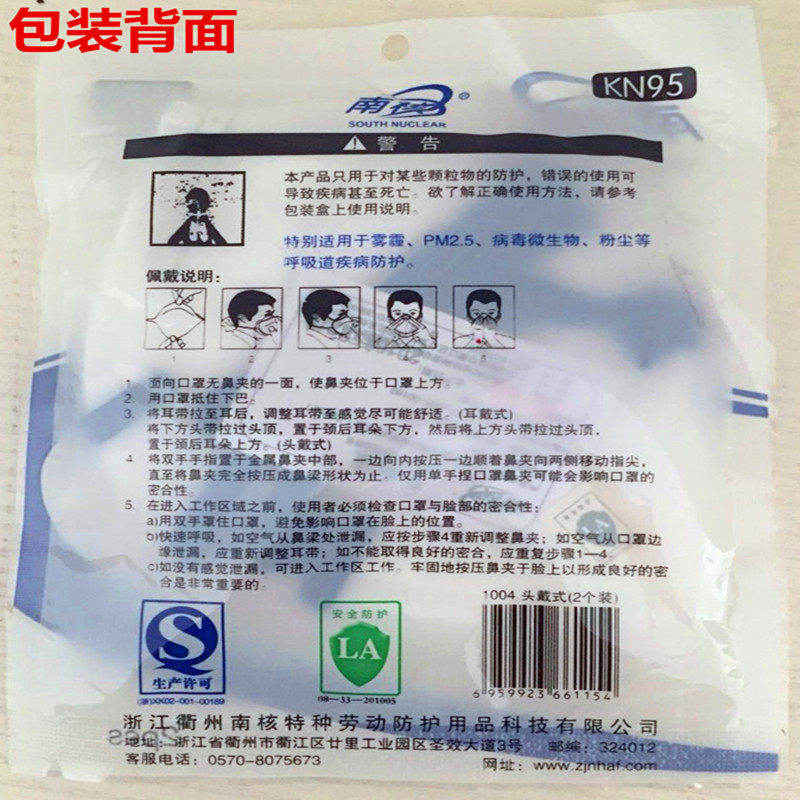 包装背面
南核®
KN95
SOUTH NUCLEAR
警告
本产品只用于对某些颗粒物的防护，错误的使用可
导致疾病甚至死亡。欲了解正确使用方法，请参考
包装盒上使用说明。
特别适用于雾霾、PM2.5、病毒微生物、粉尘等
呼吸道疾病防护。
佩戴说明：
1 2 3 4 5
1. 面向口罩无鼻夹的一面，使鼻夹位于口罩上方。
2. 用口罩抵住下巴。
3. 将耳带拉至耳后，调整耳带至感觉尽可能舒适。(耳戴式)
将下方头带拉过头顶，置于颈后耳朵下方，然后将上方头带拉过头顶，
置于颈后耳朵上方。(头戴式)
4. 将双手手指置于金属鼻夹中部，一边向内按压一边顺着鼻夹向两侧移动指尖，
直至将鼻夹完全按压成鼻梁形状为止。仅用单手捏口罩鼻夹可能会影响口罩的
密合性。
5. 在进入工作区域之前，使用者必须检查口罩与脸部的密合性：
a)用双手罩住口罩，避免影响口罩在脸上的位置。
b)快速呼吸，如空气从鼻梁处泄漏，应按步骤4重新调整鼻夹；如空气从口罩边
缘泄漏，应重新调整耳带；如不能取得良好的密合，应重复步骤1—4。
c)如没有感觉泄漏，可进入工作区工作。牢固地按压鼻夹于脸上以形成良好的密
合是非常重要的。
1004 头戴式(2个装)
生产许可
(浙)XK02-001-00189
安全防护
LA
08-33-201005
6 959923 661154
2pcs
浙江衢州南核特种劳动防护用品科技有限公司
地址：浙江省衢州市衢江区廿里工业园区圣效大道3号 邮编：324012
客服电话：0570-8075673 网址：www.zjnhaf.com